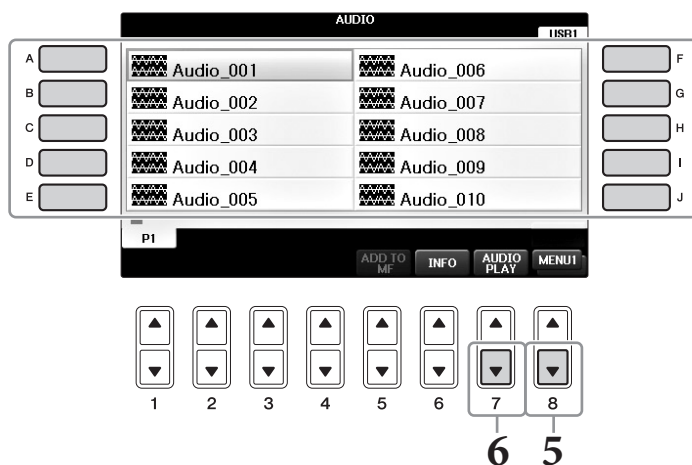 AUDIO
USB1
A
F
Audio_001
Audio_006
B
G
Audio_002
Audio_007
C
H
Audio_003
Audio_008
D
I
Audio_004
Audio_009
E
J
Audio_005
Audio_010
P1
ADD TO MF
INFO
AUDIO PLAY
MENU1
1 2 3 4 5 6 7 8
6 5